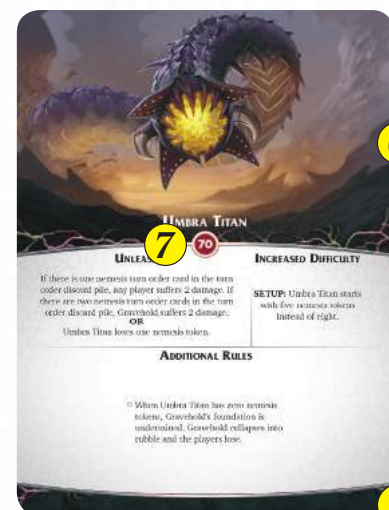 UMBRA TITAN
7
70
UNLEA
INCREASED DIFFICULTY
If there is one nemesis turn order card in the turn
order discard pile, any player suffers 2 damage. If
there are two nemesis turn order cards in the turn
order discard pile, Gravehold suffers 2 damage.
OR
Umbra Titan loses one nemesis token.
SETUP: Umbra Titan starts
with five nemesis tokens
instead of eight.
ADDITIONAL RULES
○ When Umbra Titan has zero nemesis
tokens, Gravehold's foundation is
undermined. Gravehold collapses into
rubble and the players lose.